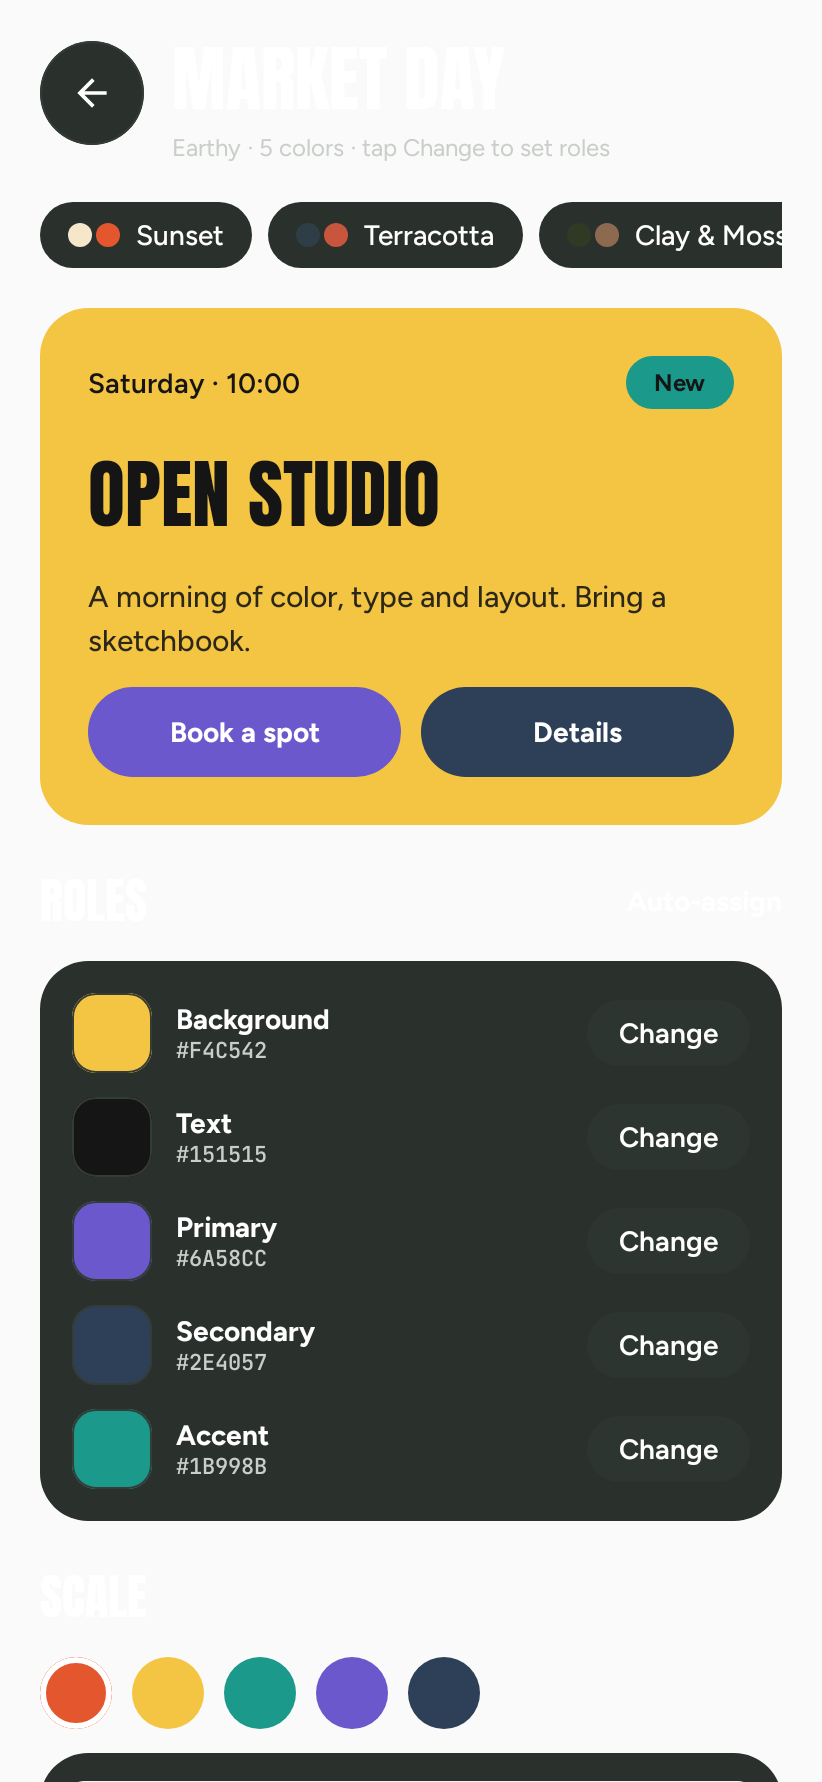 MARKET DAY
Earthy · 5 colors · tap Change to set roles
Sunset
Terracotta
Clay & Moss
Saturday · 10:00
New
OPEN STUDIO
A morning of color, type and layout. Bring a
sketchbook.
Book a spot
Details
ROLES
Auto-assign
Background
#F4C542
Change
Text
#151515
Change
Primary
#6A58CC
Change
Secondary
#2E4057
Change
Accent
#1B998B
Change
SCALE